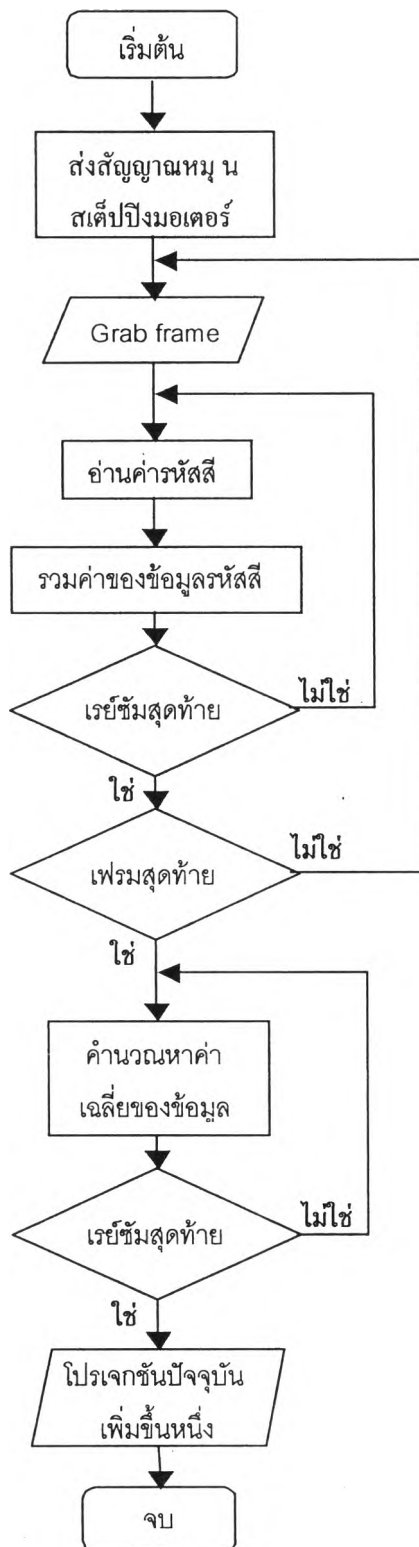 เริ่มต้น
ส่งสัญญาณหมุ น
สเต็ปปิงมอเตอร์
Grab frame
อ่านค่ารหัสสี
รวมค่าของข้อมูลรหัสสี
เรย์ซัมสุดท้าย
ไม่ใช่
ใช่
เฟรมสุดท้าย
ไม่ใช่
ใช่
คำนวณหาค่า
เฉลี่ยของข้อมูล
เรย์ซัมสุดท้าย
ไม่ใช่
ใช่
โปรเจกชันปัจจุบัน
เพิ่มขึ้นหนึ่ง
จบ